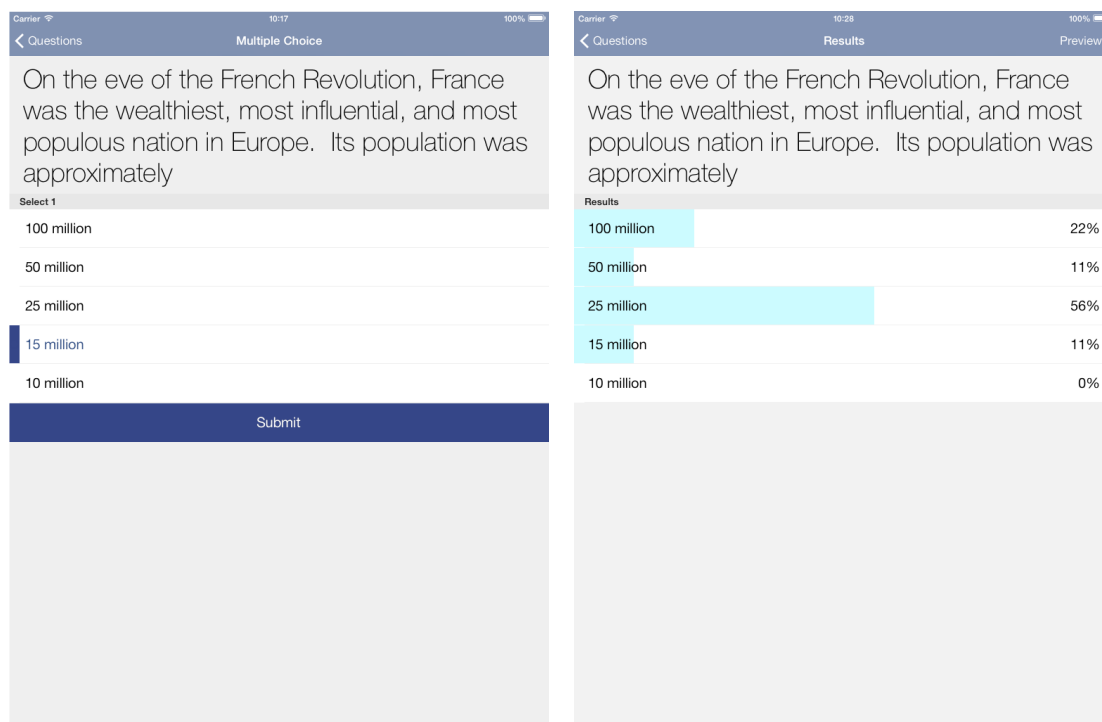 Carrier 10:17 100%
Questions Multiple Choice
On the eve of the French Revolution, France
was the wealthiest, most influential, and most
populous nation in Europe.  Its population was
approximately
Select 1
100 million
50 million
25 million
15 million
10 million
Submit
Carrier 10:28 100%
Questions Results Preview
On the eve of the French Revolution, France
was the wealthiest, most influential, and most
populous nation in Europe.  Its population was
approximately
Results
100 million 22%
50 million 11%
25 million 56%
15 million 11%
10 million 0%